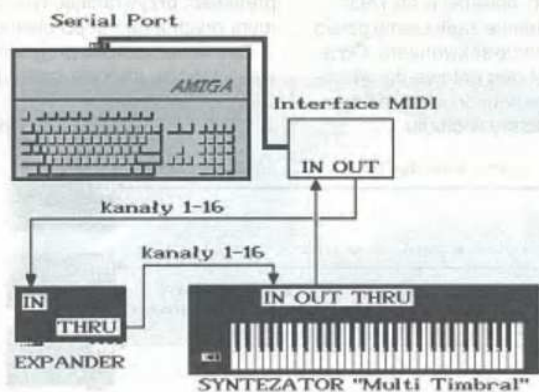 Serial Port
AMIGA
Interface MIDI
IN OUT
kanały 1-16
kanały 1-16
IN
THRU
IN OUT THRU
EXPANDER
SYNTEZATOR "Multi Timbral"